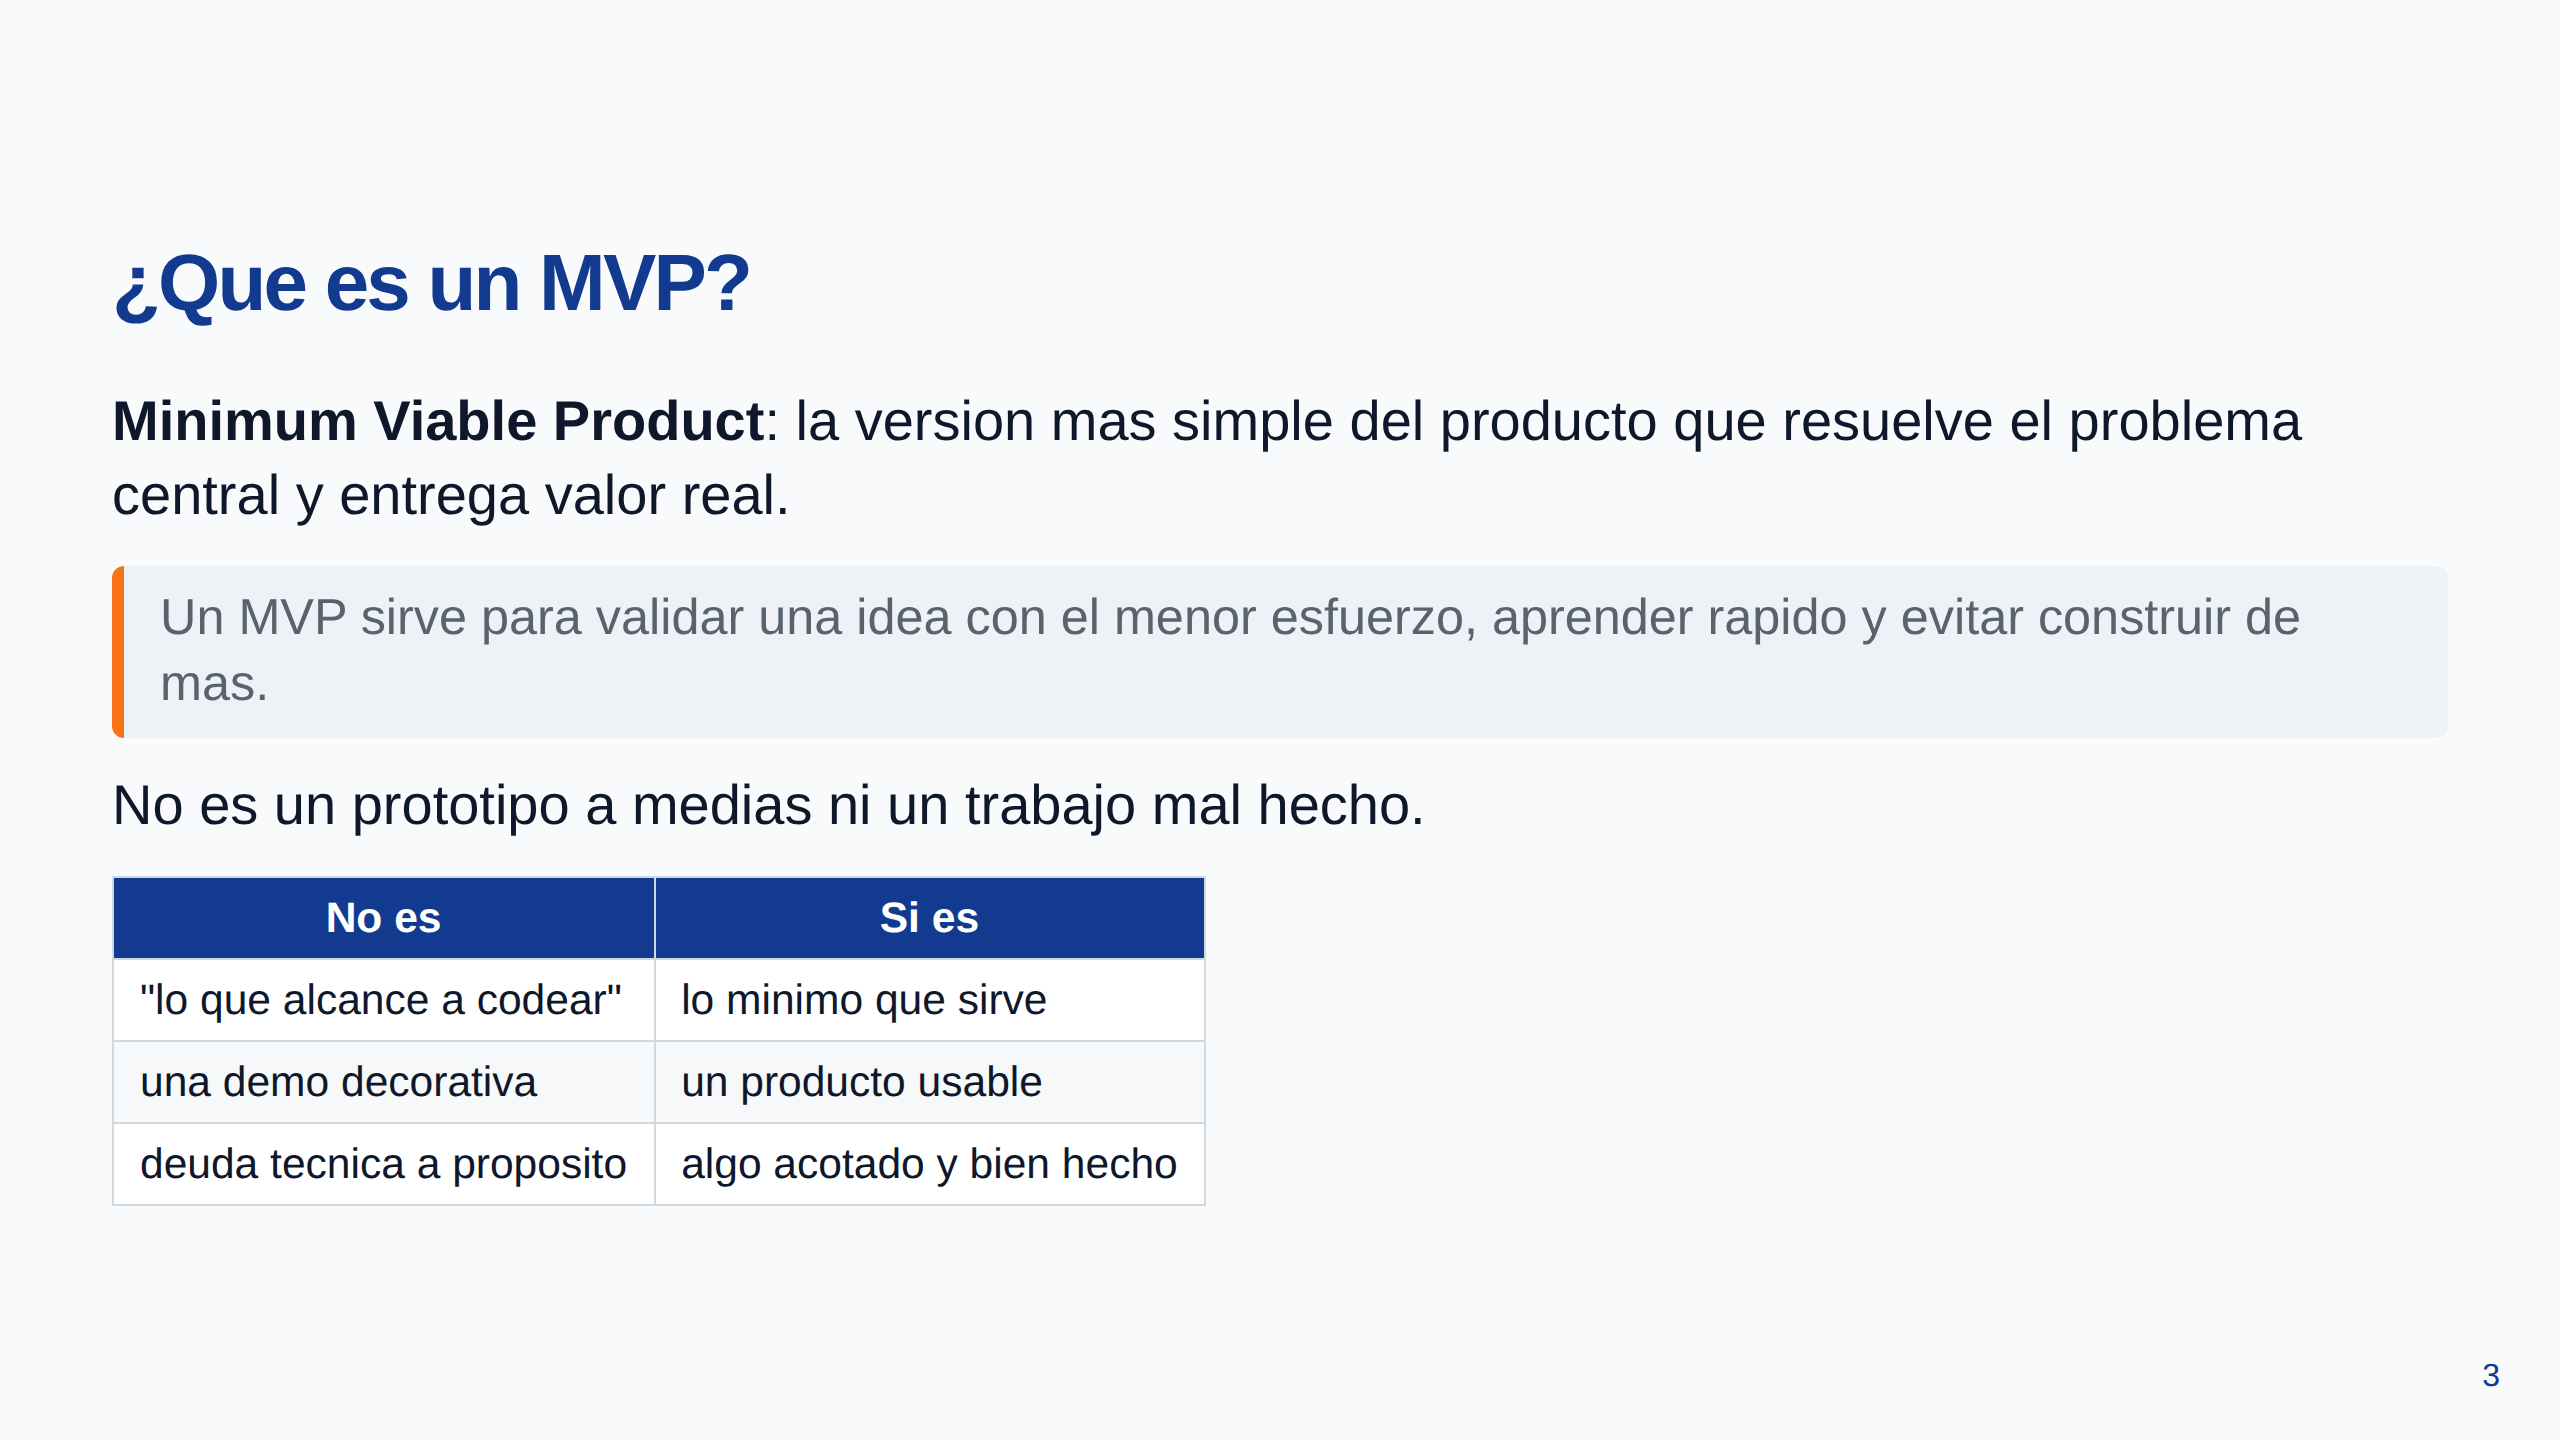 ¿Que es un MVP?
Minimum Viable Product: la version mas simple del producto que resuelve el problema
central y entrega valor real.
Un MVP sirve para validar una idea con el menor esfuerzo, aprender rapido y evitar construir de
mas.
No es un prototipo a medias ni un trabajo mal hecho.
No es Si es
"lo que alcance a codear" lo minimo que sirve
una demo decorativa un producto usable
deuda tecnica a proposito algo acotado y bien hecho
3